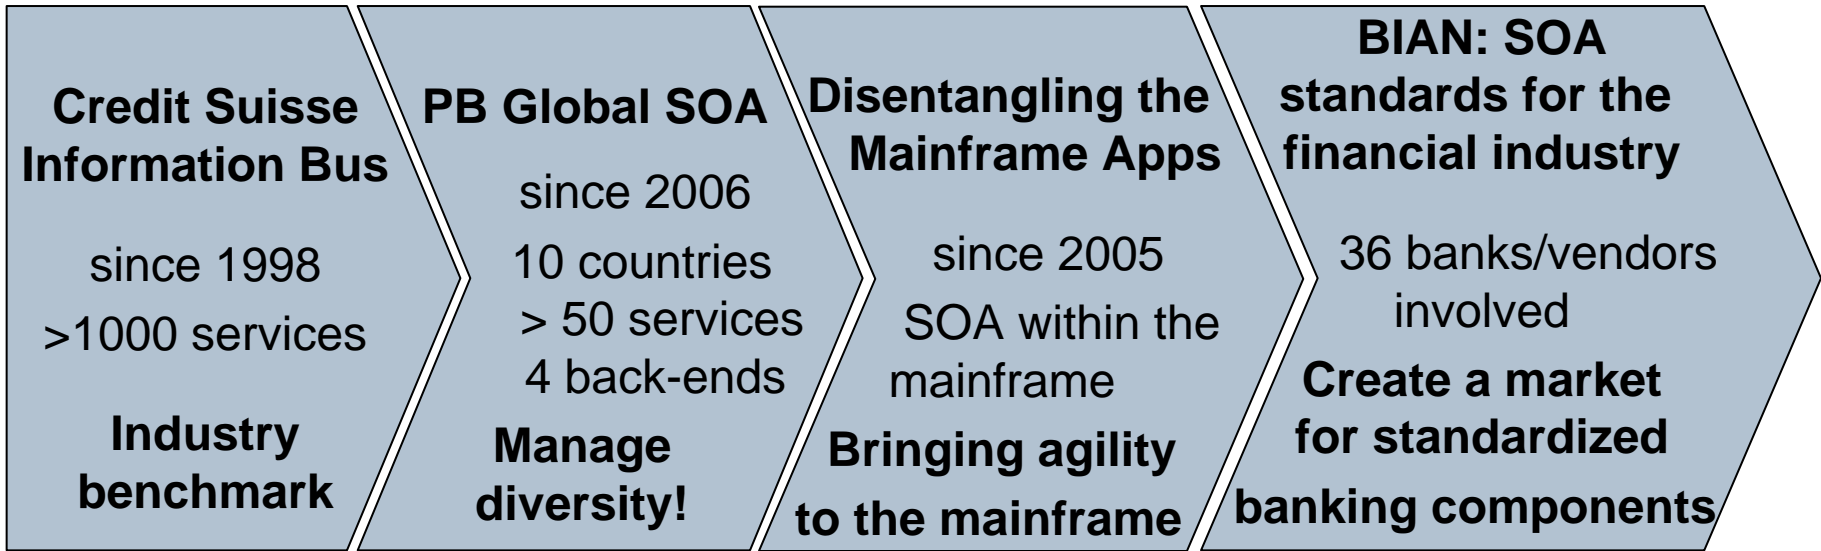 Credit Suisse
Information Bus
since 1998
>1000 services
Industry
benchmark
PB Global SOA
since 2006
10 countries
> 50 services
4 back-ends
Manage
diversity!
Disentangling the
Mainframe Apps
since 2005
SOA within the
mainframe
Bringing agility
to the mainframe
BIAN: SOA
standards for the
financial industry
36 banks/vendors
involved
Create a market
for standardized
banking components